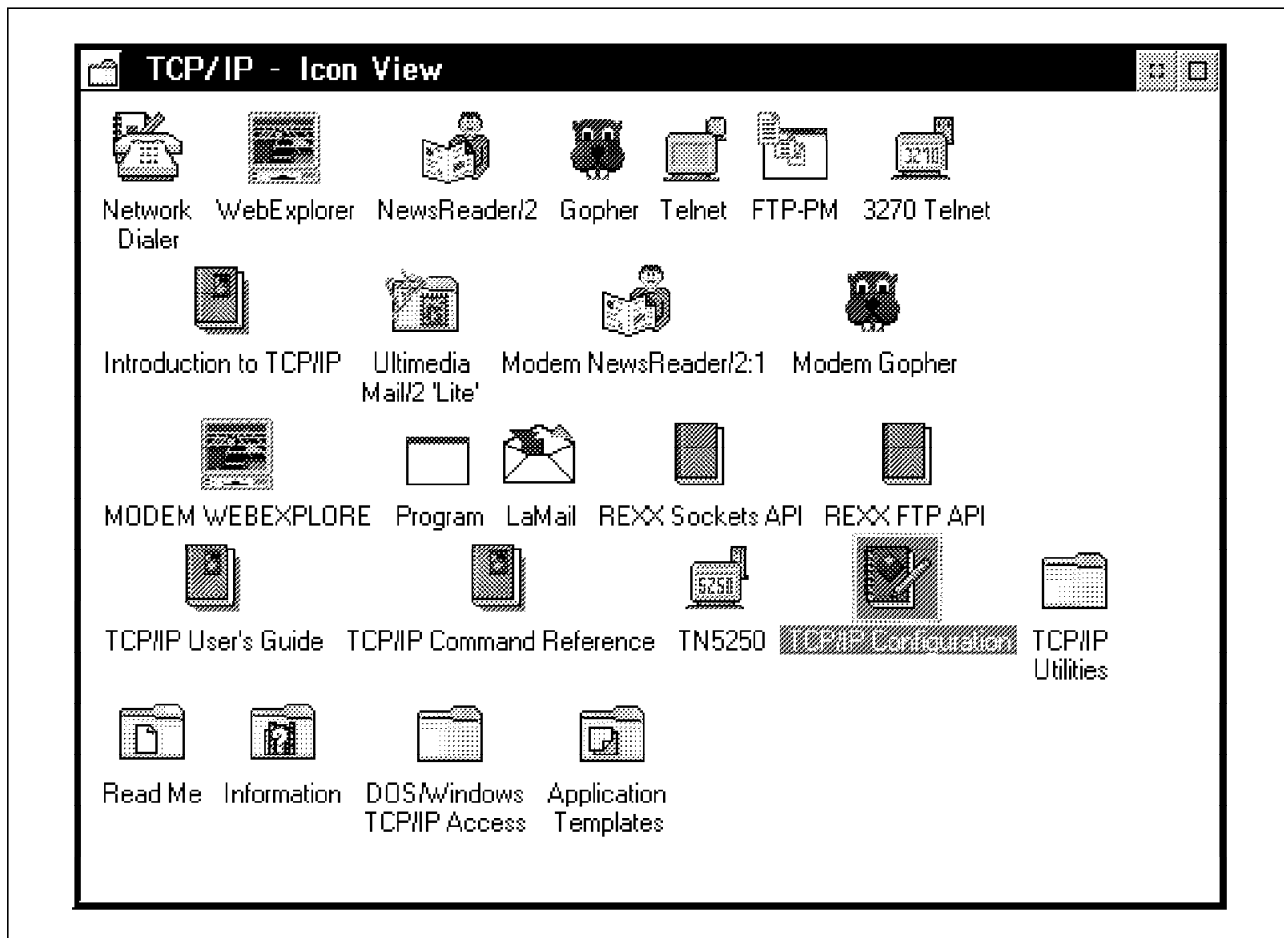 TCP/IP - Icon View
3270
Network WebExplorer NewsReader/2 Gopher Telnet FTP-PM 3270 Telnet
Dialer
Introduction to TCP/IP Ultimedia Modem NewsReader/2:1 Modem Gopher
Mail/2 'Lite'
MODEM WEBEXPLORE Program LaMail REXX Sockets API REXX FTP API
5250
TCP/IP User's Guide TCP/IP Command Reference TN5250 TCP/IP Configuration TCP/IP
Utilities
Read Me Information DOS/Windows Application
TCP/IP Access Templates